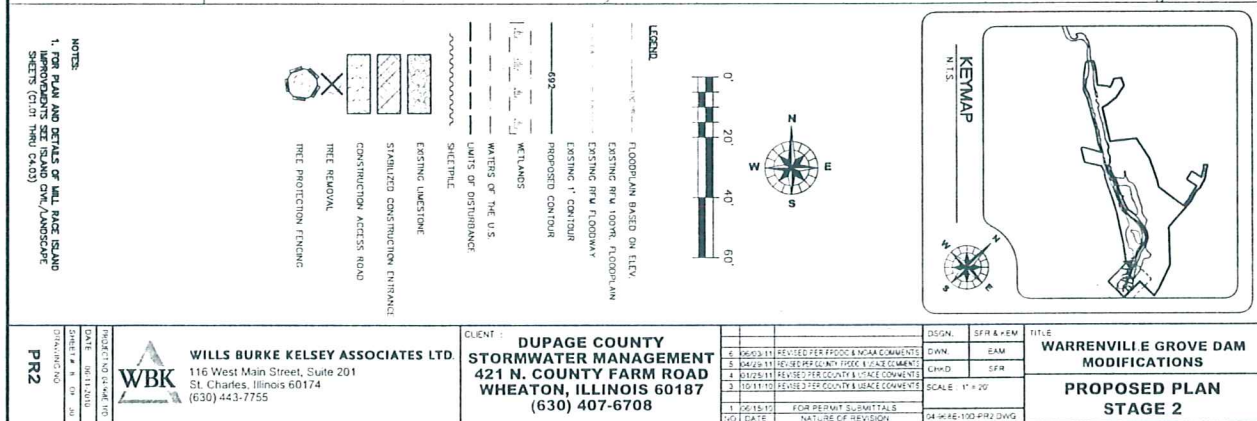 NOTES:
1. FOR PLAN AND DETAILS OF MILL RACE ISLAND
IMPROVEMENTS SEE ISLAND CIVIL/LANDSCAPE
SHEETS (C1.01 THRU C4.03)
LEGEND
FLOODPLAIN BASED ON ELEV.
EXISTING RFM 100YR. FLOODPLAIN
EXISTING RFM FLOODWAY
EXISTING 1' CONTOUR
692
PROPOSED CONTOUR
WETLANDS
WATERS OF THE U.S.
LIMITS OF DISTURBANCE
SHEETPILE
EXISTING LIMESTONE
STABILIZED CONSTRUCTION ENTRANCE
CONSTRUCTION ACCESS ROAD
TREE REMOVAL
TREE PROTECTION FENCING
0' 20' 40' 60'
N
W E
S
KEYMAP
N.T.S.
N
W
E
S
DATE 06-11-2010
DRAWING NO.
PR2
WBK
WILLS BURKE KELSEY ASSOCIATES LTD.
116 West Main Street, Suite 201
St. Charles, Illinois 60174
(630) 443-7755
CLIENT :
DUPAGE COUNTY
STORMWATER MANAGEMENT
421 N. COUNTY FARM ROAD
WHEATON, ILLINOIS 60187
(630) 407-6708
6 06/03/11 REVISED PER FPDDC & NOAA COMMENTS
5 04/29/11 REVISED PER COUNTY, FPDDC & USACE COMMENTS
4 01/25/11 REVISED PER COUNTY & USACE COMMENTS
3 10/11/10 REVISED PER COUNTY & USACE COMMENTS
1 06/15/10 FOR PERMIT SUBMITTALS
NO. DATE NATURE OF REVISION
DSGN. SFR & KEM
DWN. EAM
CHKD. SFR
SCALE : 1" = 20'
TITLE
WARRENVILLE GROVE DAM
MODIFICATIONS
PROPOSED PLAN
STAGE 2